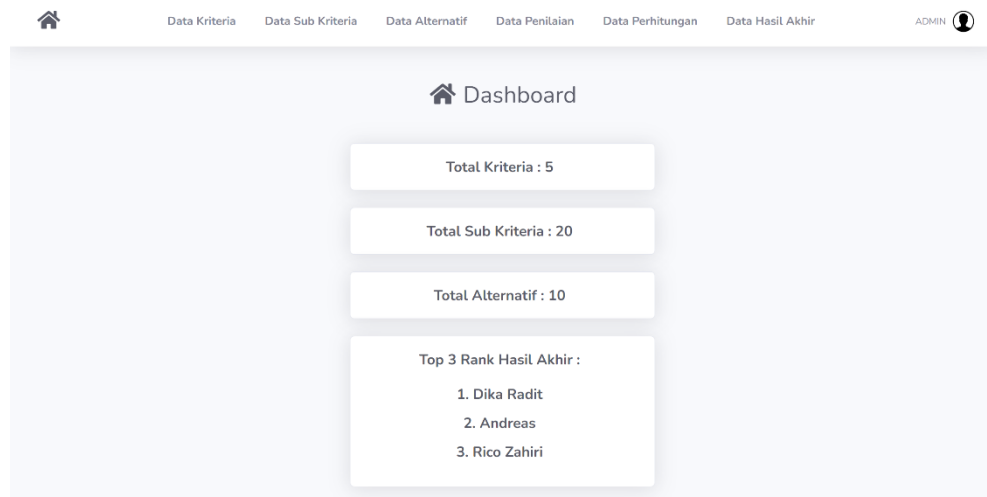 Data Kriteria Data Sub Kriteria Data Alternatif Data Penilaian Data Perhitungan Data Hasil Akhir ADMIN
Dashboard
Total Kriteria : 5
Total Sub Kriteria : 20
Total Alternatif : 10
Top 3 Rank Hasil Akhir :
1. Dika Radit
2. Andreas
3. Rico Zahiri